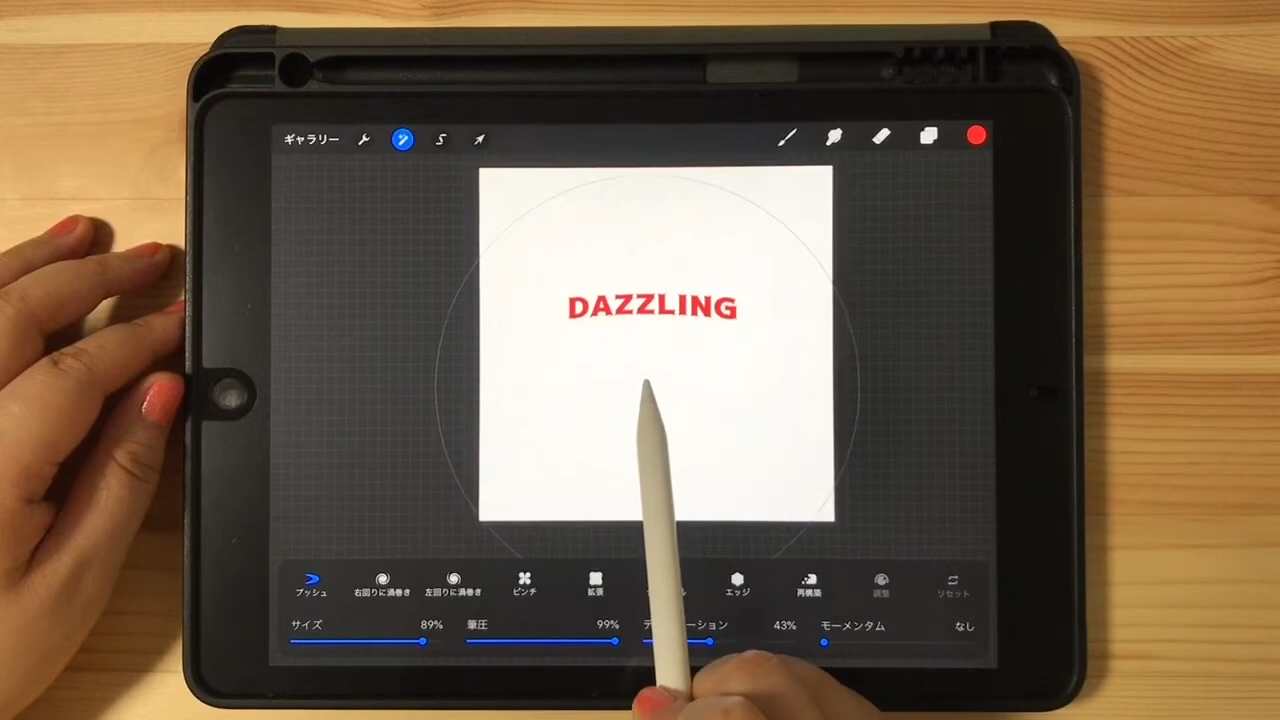 ギャラリー
DAZZLING
プッシュ 右回りに渦巻き 左回りに渦巻き ピンチ 拡張 エッジ 再構築 調整 リセット
サイズ 89% 筆圧 99% 43% モーメンタム なし